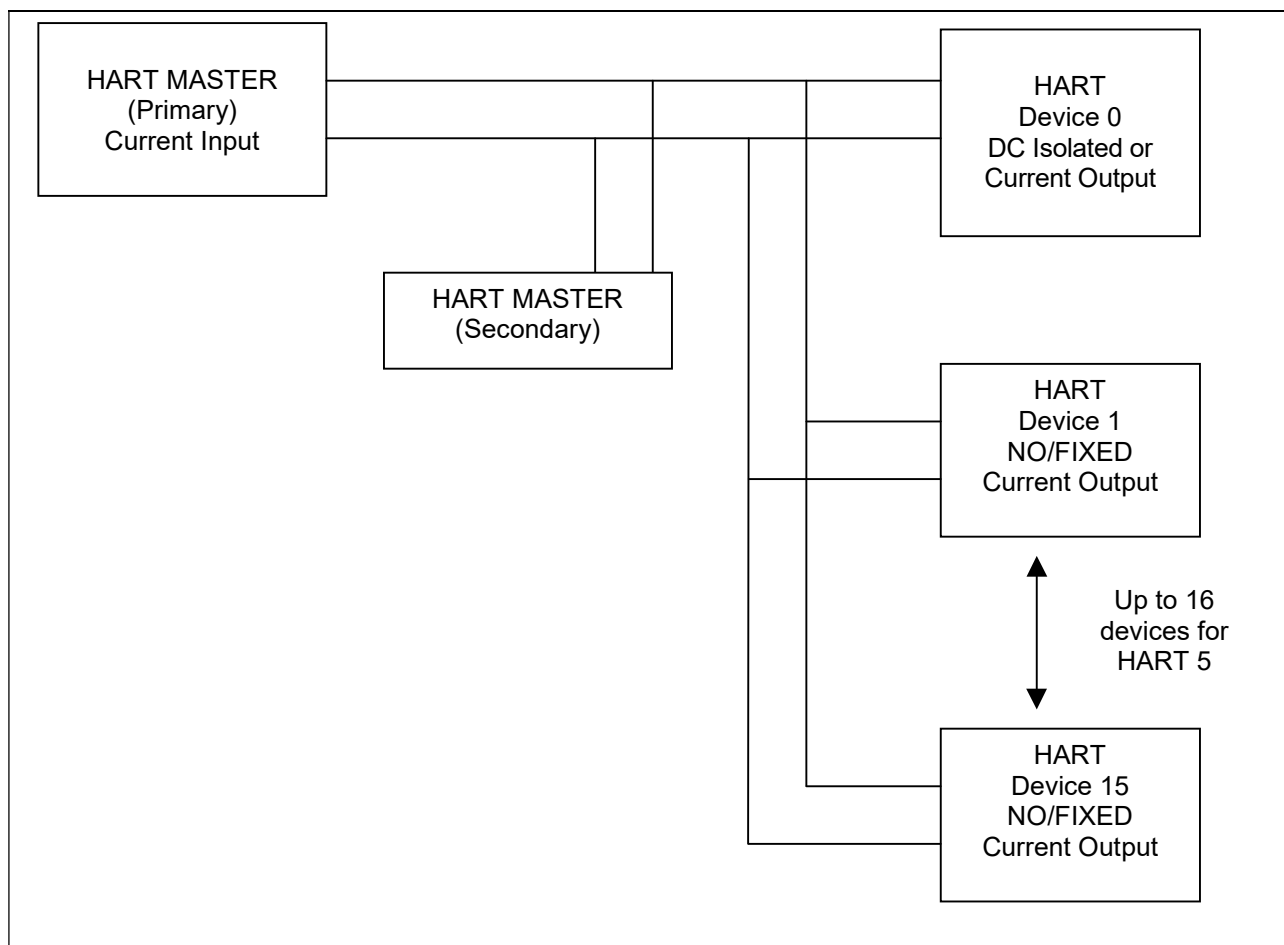 HART MASTER
(Primary)
Current Input
HART
Device 0
DC Isolated or
Current Output
HART MASTER
(Secondary)
HART
Device 1
NO/FIXED
Current Output
Up to 16
devices for
HART 5
HART
Device 15
NO/FIXED
Current Output